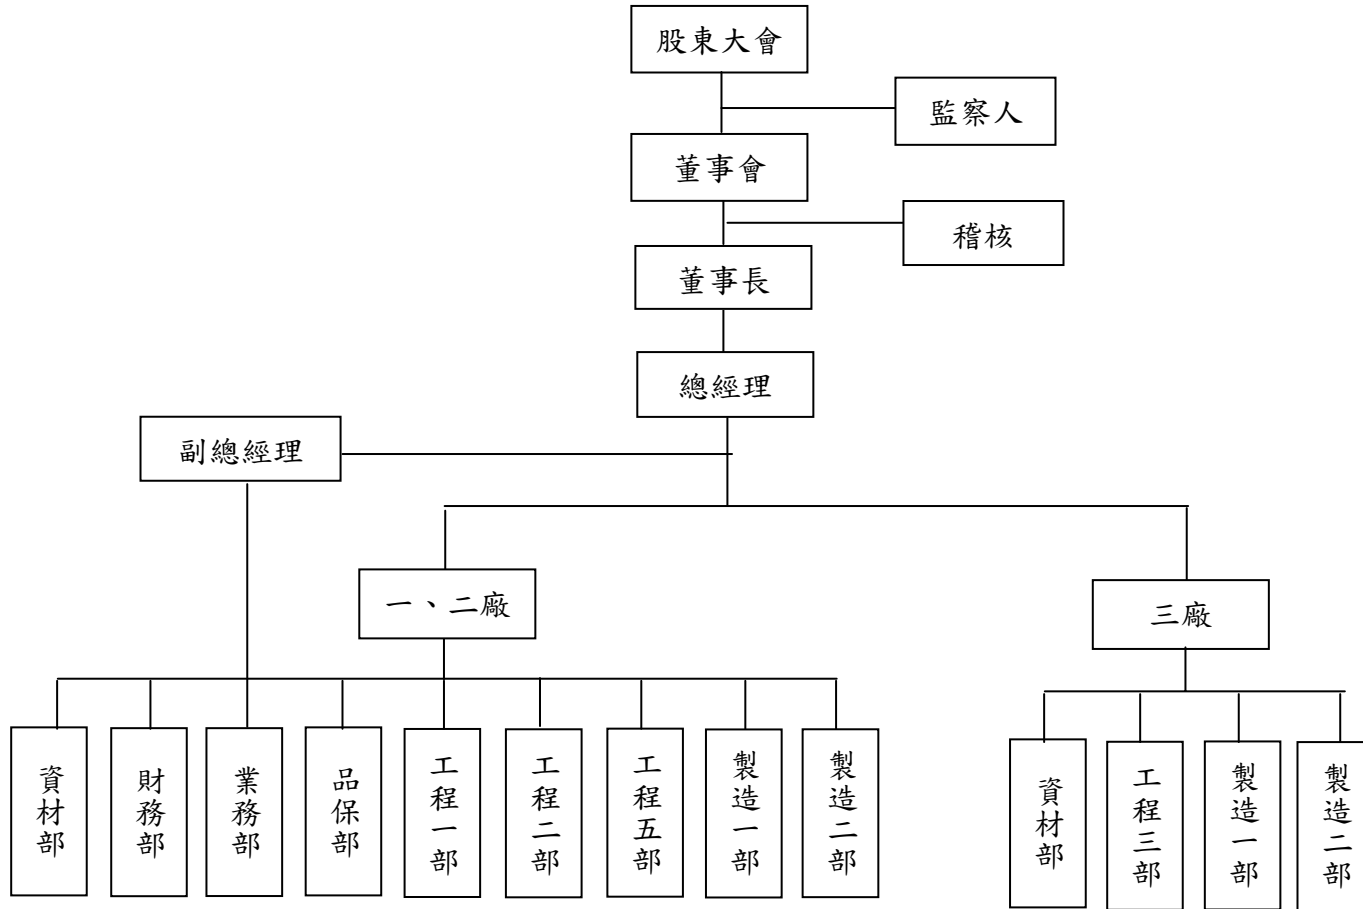 股東大會
監察人
董事會
稽核
董事長
總經理
副總經理
一、二廠
三廠
資材部
財務部
業務部
品保部
工程一部
工程二部
工程五部
製造一部
製造二部
資材部
工程三部
製造一部
製造二部